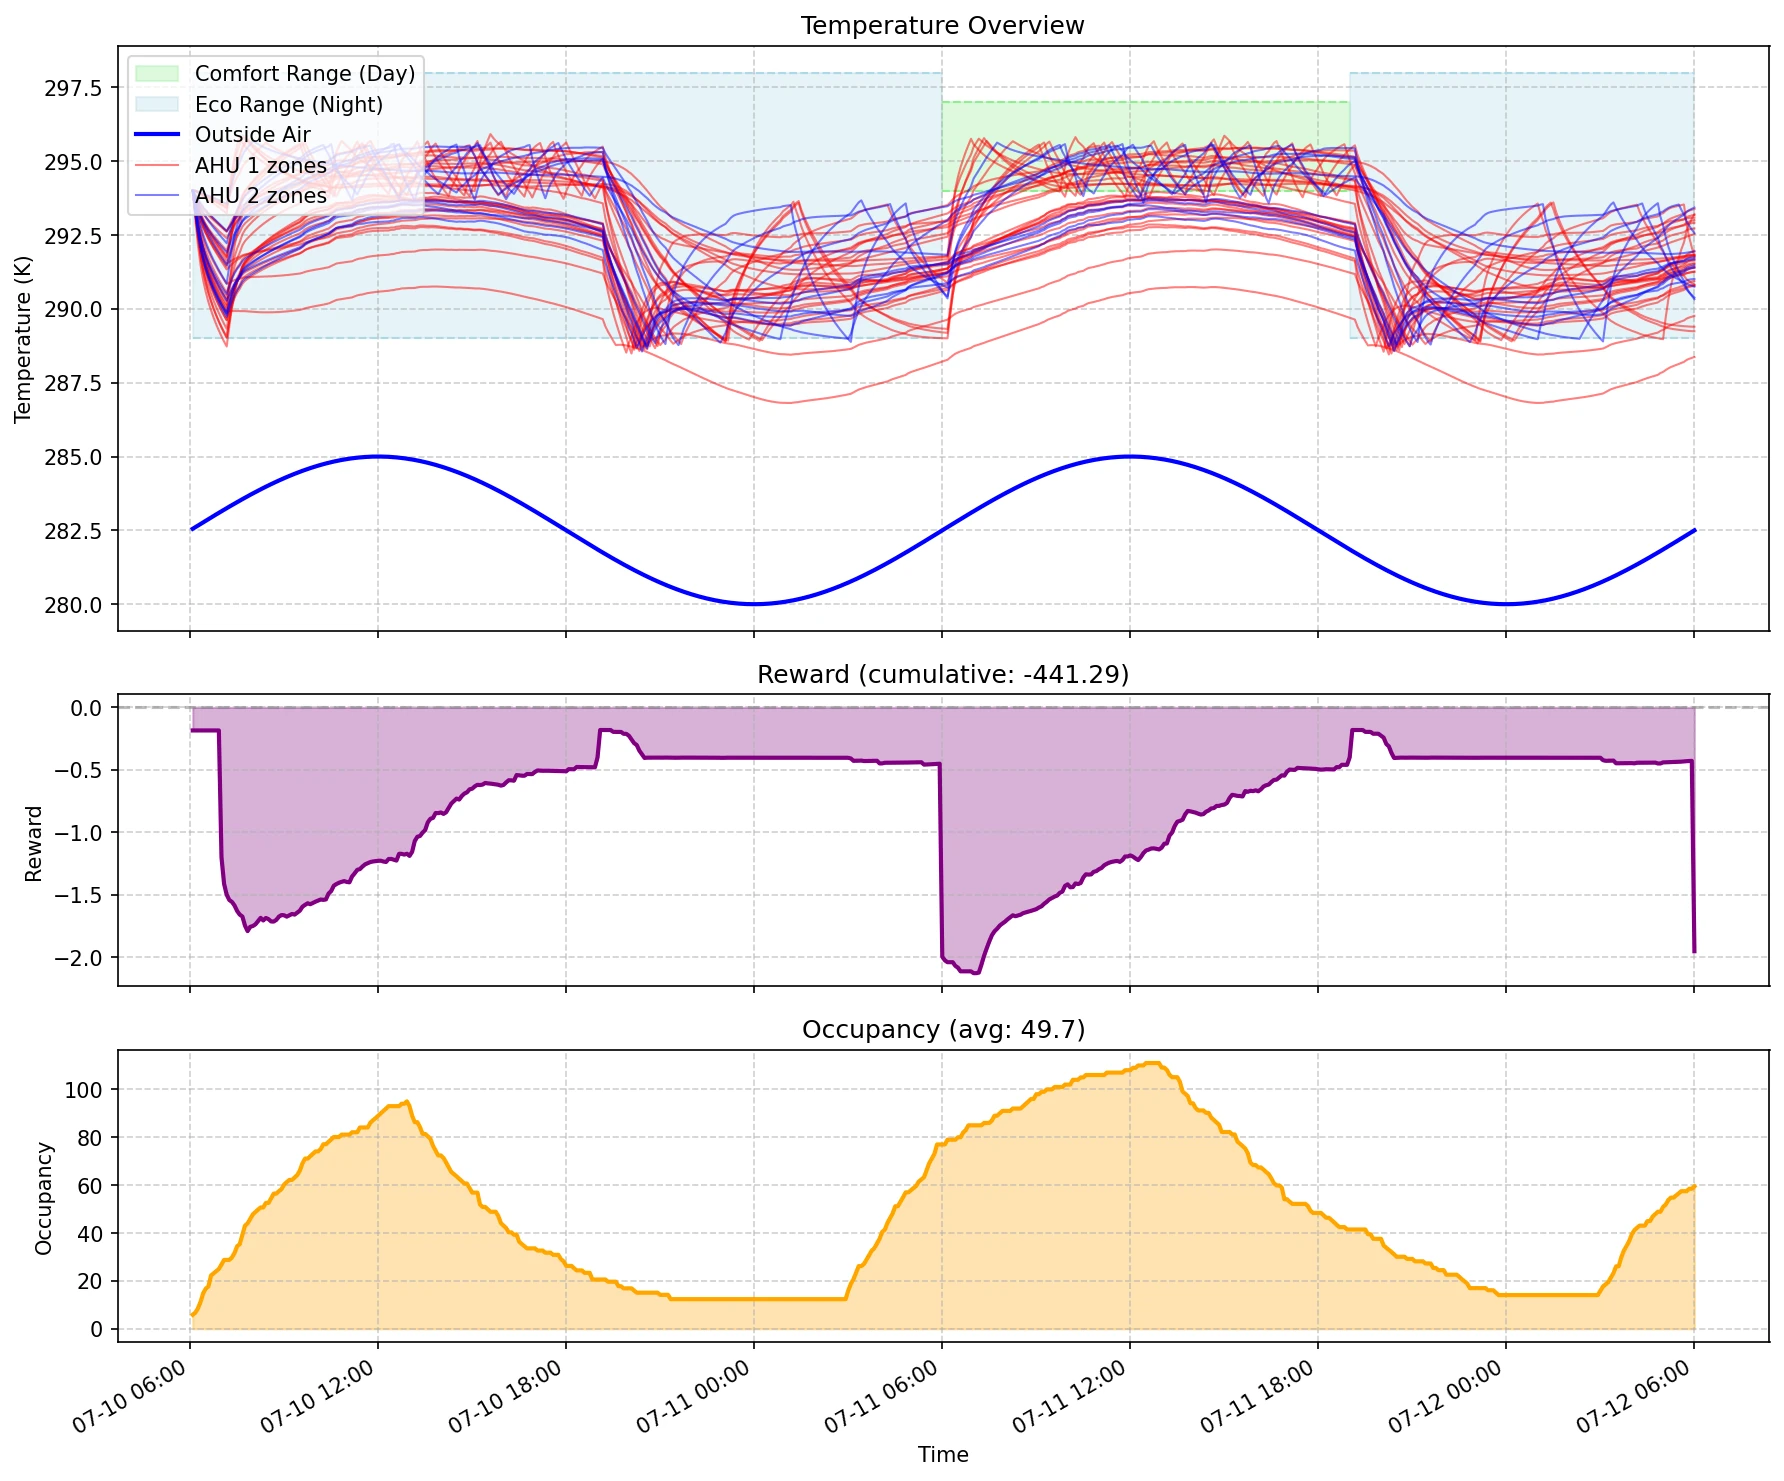 Temperature Overview
Comfort Range (Day)
Eco Range (Night)
Outside Air
AHU 1 zones
AHU 2 zones
Temperature (K)
297.5
295.0
292.5
290.0
287.5
285.0
282.5
280.0
Reward (cumulative: -441.29)
Reward
0.0
−0.5
−1.0
−1.5
−2.0
Occupancy (avg: 49.7)
Occupancy
100
80
60
40
20
0
07-10 06:00
07-10 12:00
07-10 18:00
07-11 00:00
07-11 06:00
07-11 12:00
07-11 18:00
07-12 00:00
07-12 06:00
Time